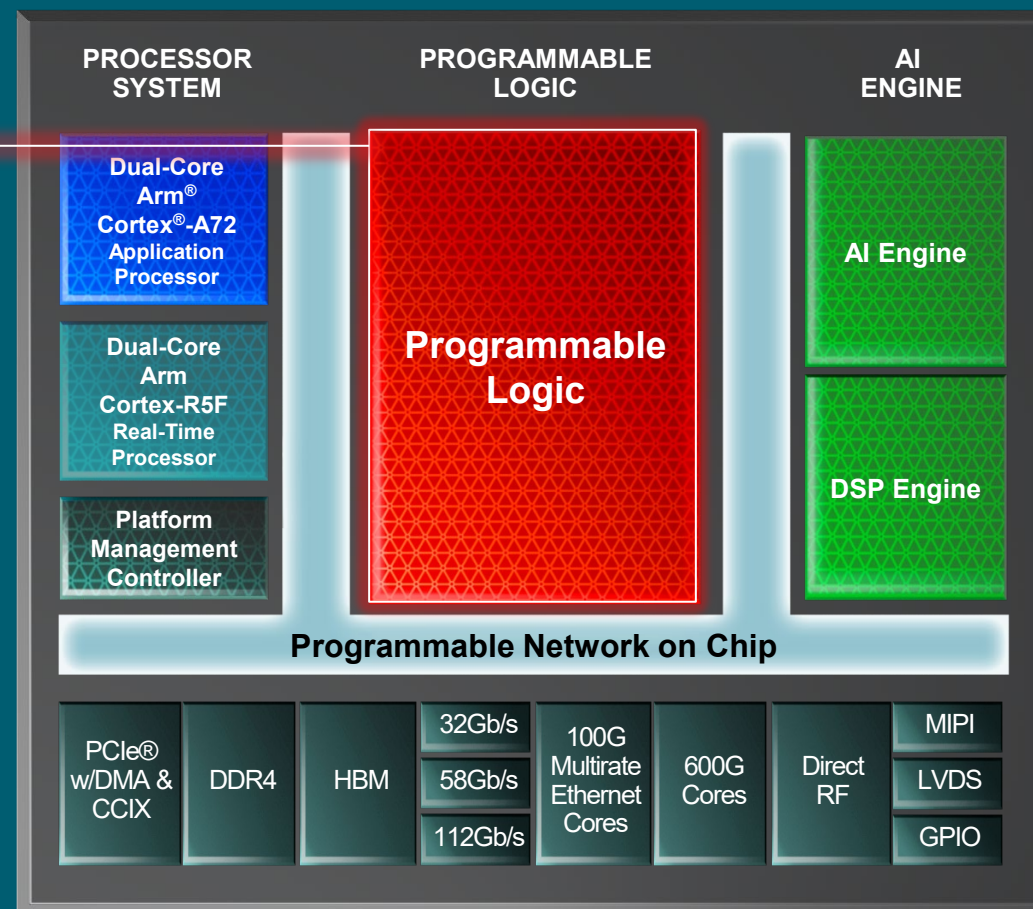 PROCESSOR
SYSTEM
PROGRAMMABLE
LOGIC
AI
ENGINE
Dual-Core
Arm®
Cortex®-A72
Application
Processor
Dual-Core
Arm
Cortex-R5F
Real-Time
Processor
Platform
Management
Controller
Programmable
Logic
AI Engine
DSP Engine
Programmable Network on Chip
PCIe®
w/DMA &
CCIX
DDR4
HBM
32Gb/s
58Gb/s
112Gb/s
100G
Multirate
Ethernet
Cores
600G
Cores
Direct
RF
MIPI
LVDS
GPIO